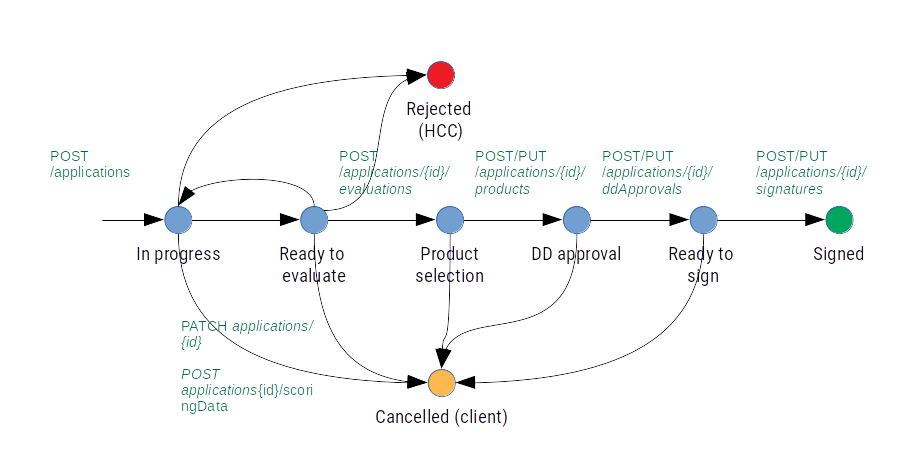 Rejected
(HCC)
POST
/applications
POST
/applications/{id}/
evaluations
POST/PUT
/applications/{id}/
products
POST/PUT
/applications/{id}/
ddApprovals
POST/PUT
/applications/{id}/
signatures
In progress
Ready to
evaluate
Product
selection
DD approval
Ready to
sign
Signed
PATCH applications/
{id}
POST
applications{id}/scori
ngData
Cancelled (client)